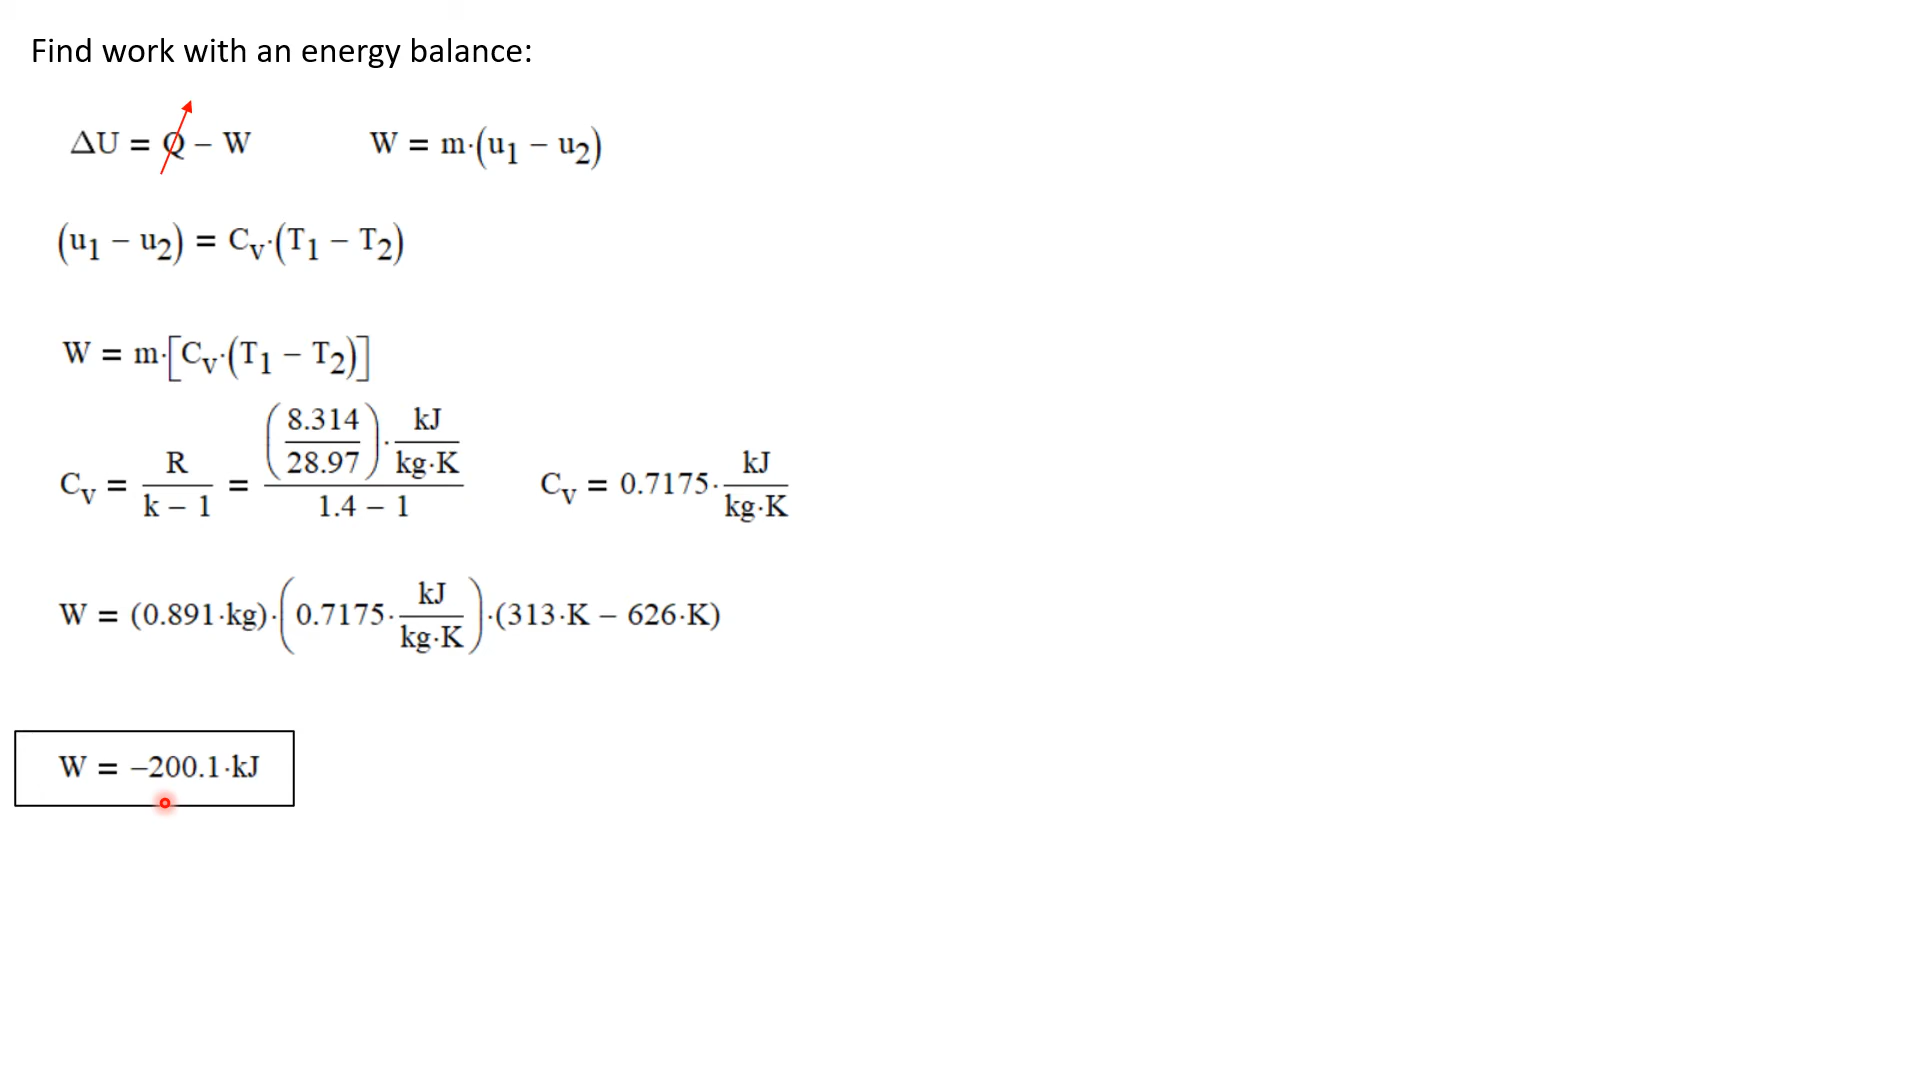 Find work with an energy balance:
ΔU = Q − W W = m·(u₁ − u₂)
(u₁ − u₂) = Cᵥ·(T₁ − T₂)
W = m·[Cᵥ·(T₁ − T₂)]
Cᵥ = R / (k − 1) = (8.314 / 28.97)·kJ / (kg·K) / (1.4 − 1) Cᵥ = 0.7175·kJ / (kg·K)
W = (0.891·kg)·(0.7175·kJ / (kg·K))·(313·K − 626·K)
W = −200.1·kJ